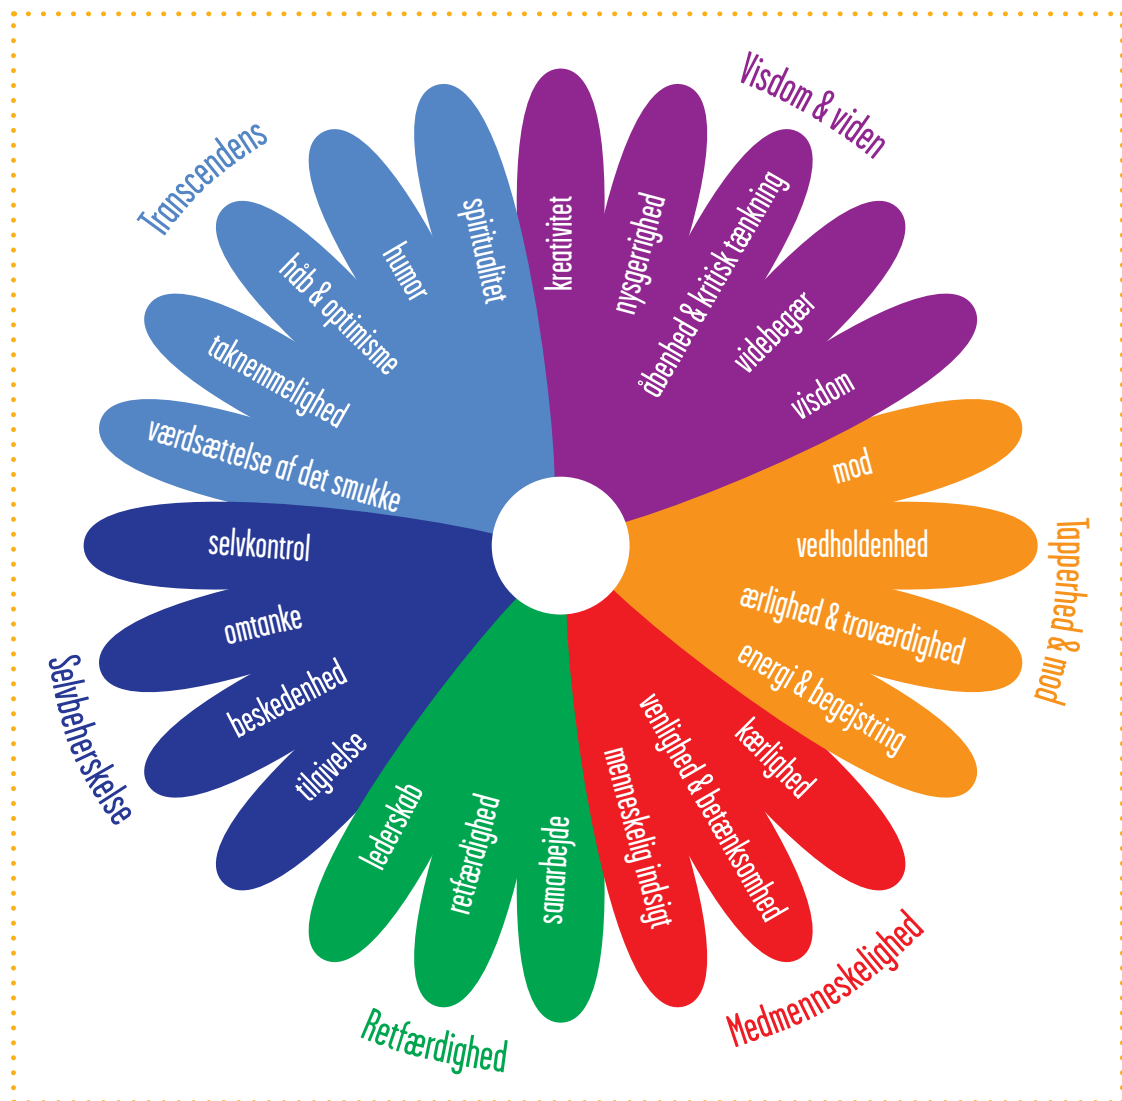 Visdom & viden
kreativitet
nysgerrighed
åbenhed & kritisk tænkning
videbegær
visdom
Tapperhed & mod
mod
vedholdenhed
ærlighed & troværdighed
energi & begejstring
Medmenneskelighed
kærlighed
venlighed & betænksomhed
menneskelig indsigt
Retfærdighed
samarbejde
retfærdighed
lederskab
Selvbeherskelse
tilgivelse
beskedenhed
omtanke
selvkontrol
Transcendens
værdsættelse af det smukke
taknemmelighed
håb & optimisme
humor
spiritualitet